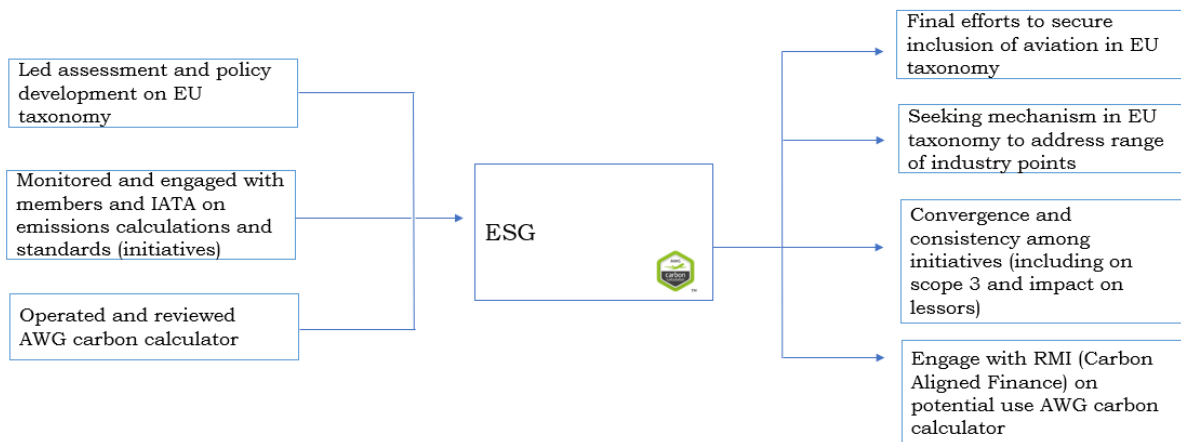 Led assessment and policy
development on EU
taxonomy
Monitored and engaged with
members and IATA on
emissions calculations and
standards (initiatives)
Operated and reviewed
AWG carbon calculator
ESG
AWG
carbon
TM
Final efforts to secure
inclusion of aviation in EU
taxonomy
Seeking mechanism in EU
taxonomy to address range
of industry points
Convergence and
consistency among
initiatives (including on
scope 3 and impact on
lessors)
Engage with RMI (Carbon
Aligned Finance) on
potential use AWG carbon
calculator